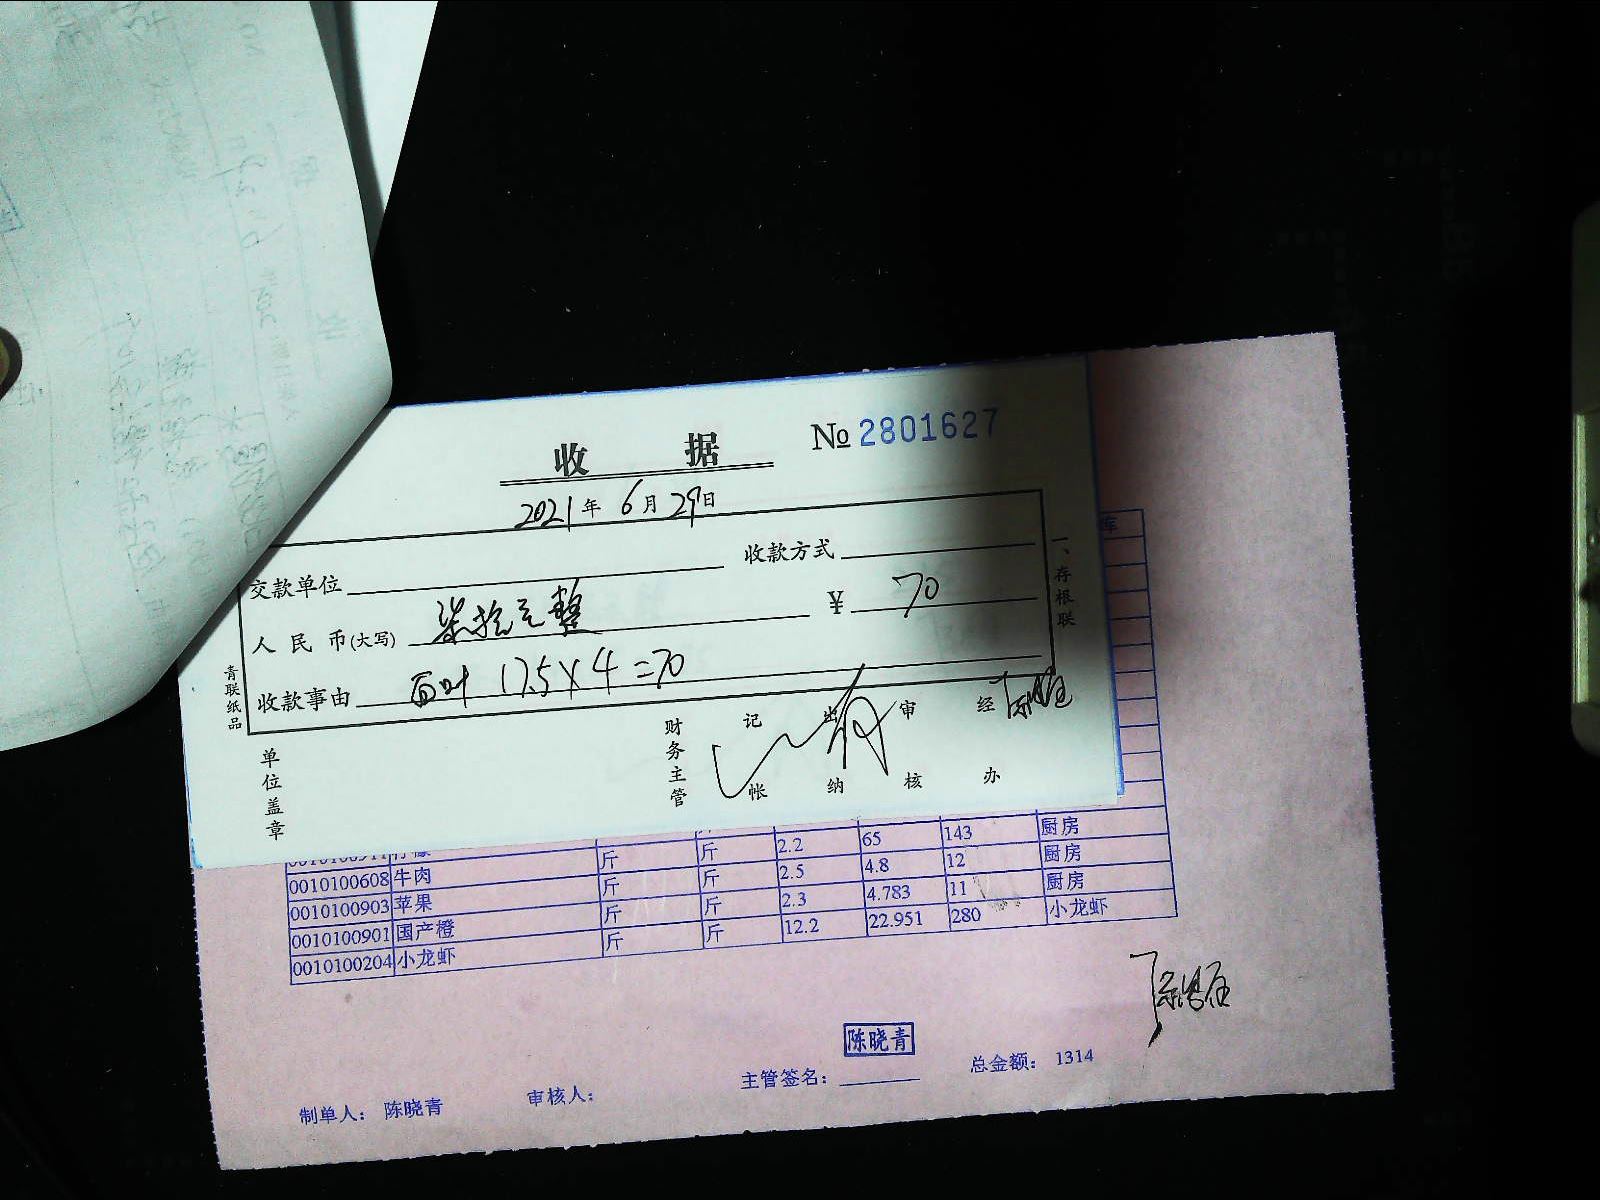 收 据 № 2801627
2021年6月29日
交款单位 收款方式
人民币(大写) 柒拾元整 ¥ 70
收款事由 百叶 17.5×4=70
一、存根联
青联纸品
单位盖章
财务主管 记帐 出纳 审核 经办
库
0010100608 牛肉 斤 斤 2.2 65 143 厨房
0010100903 苹果 斤 斤 2.5 4.8 12 厨房
0010100901 国产橙 斤 斤 2.3 4.783 11 厨房
0010100204 小龙虾 斤 斤 12.2 22.951 280 小龙虾
陈晓青
制单人： 陈晓青 审核人： 主管签名： 总金额： 1314